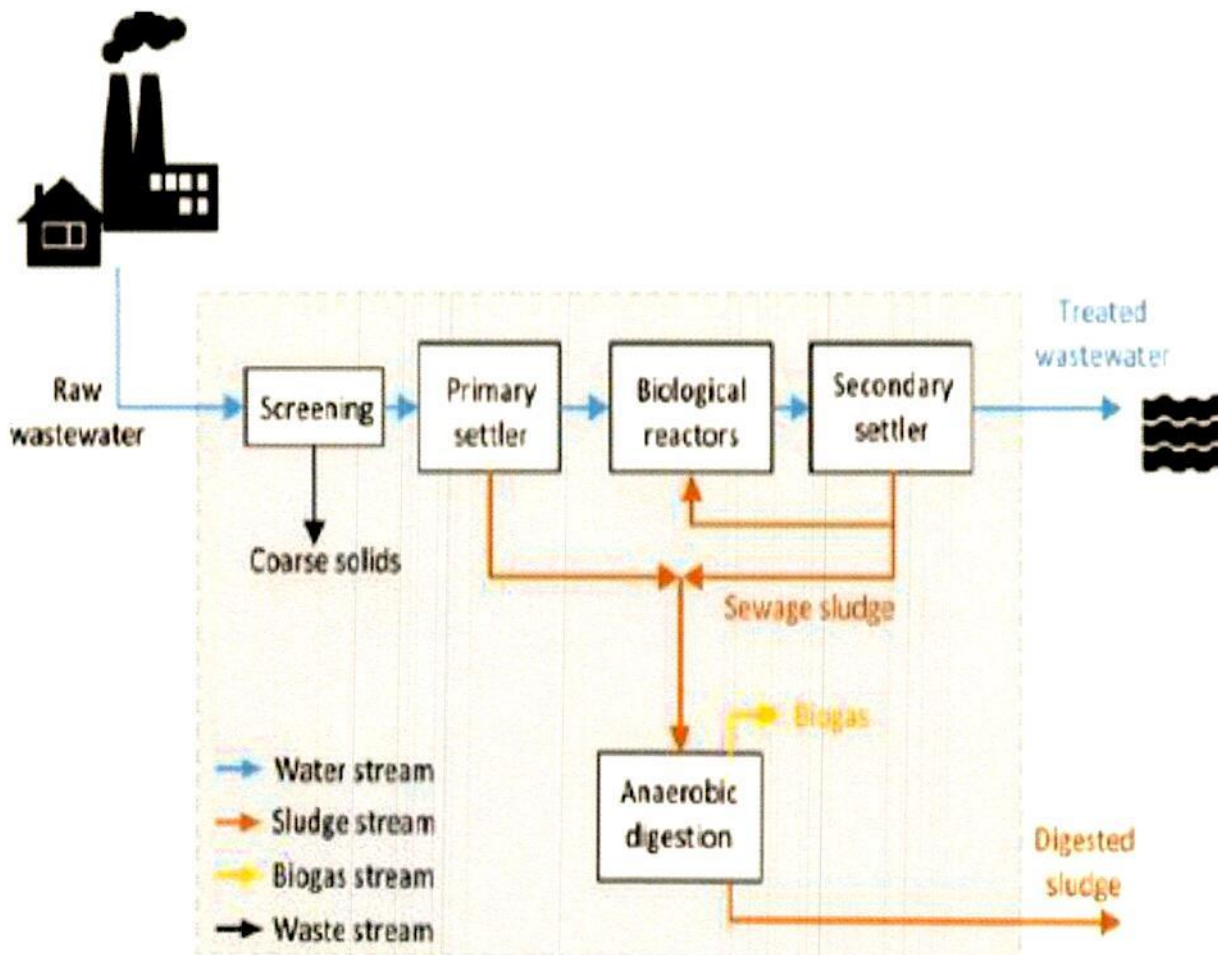 Treated
wastewater
Raw
wastewater
Screening
Primary
settler
Biological
reactors
Secondary
settler
Coarse solids
Sewage sludge
Biogas
Anaerobic
digestion
Water stream
Sludge stream
Biogas stream
Waste stream
Digested
sludge